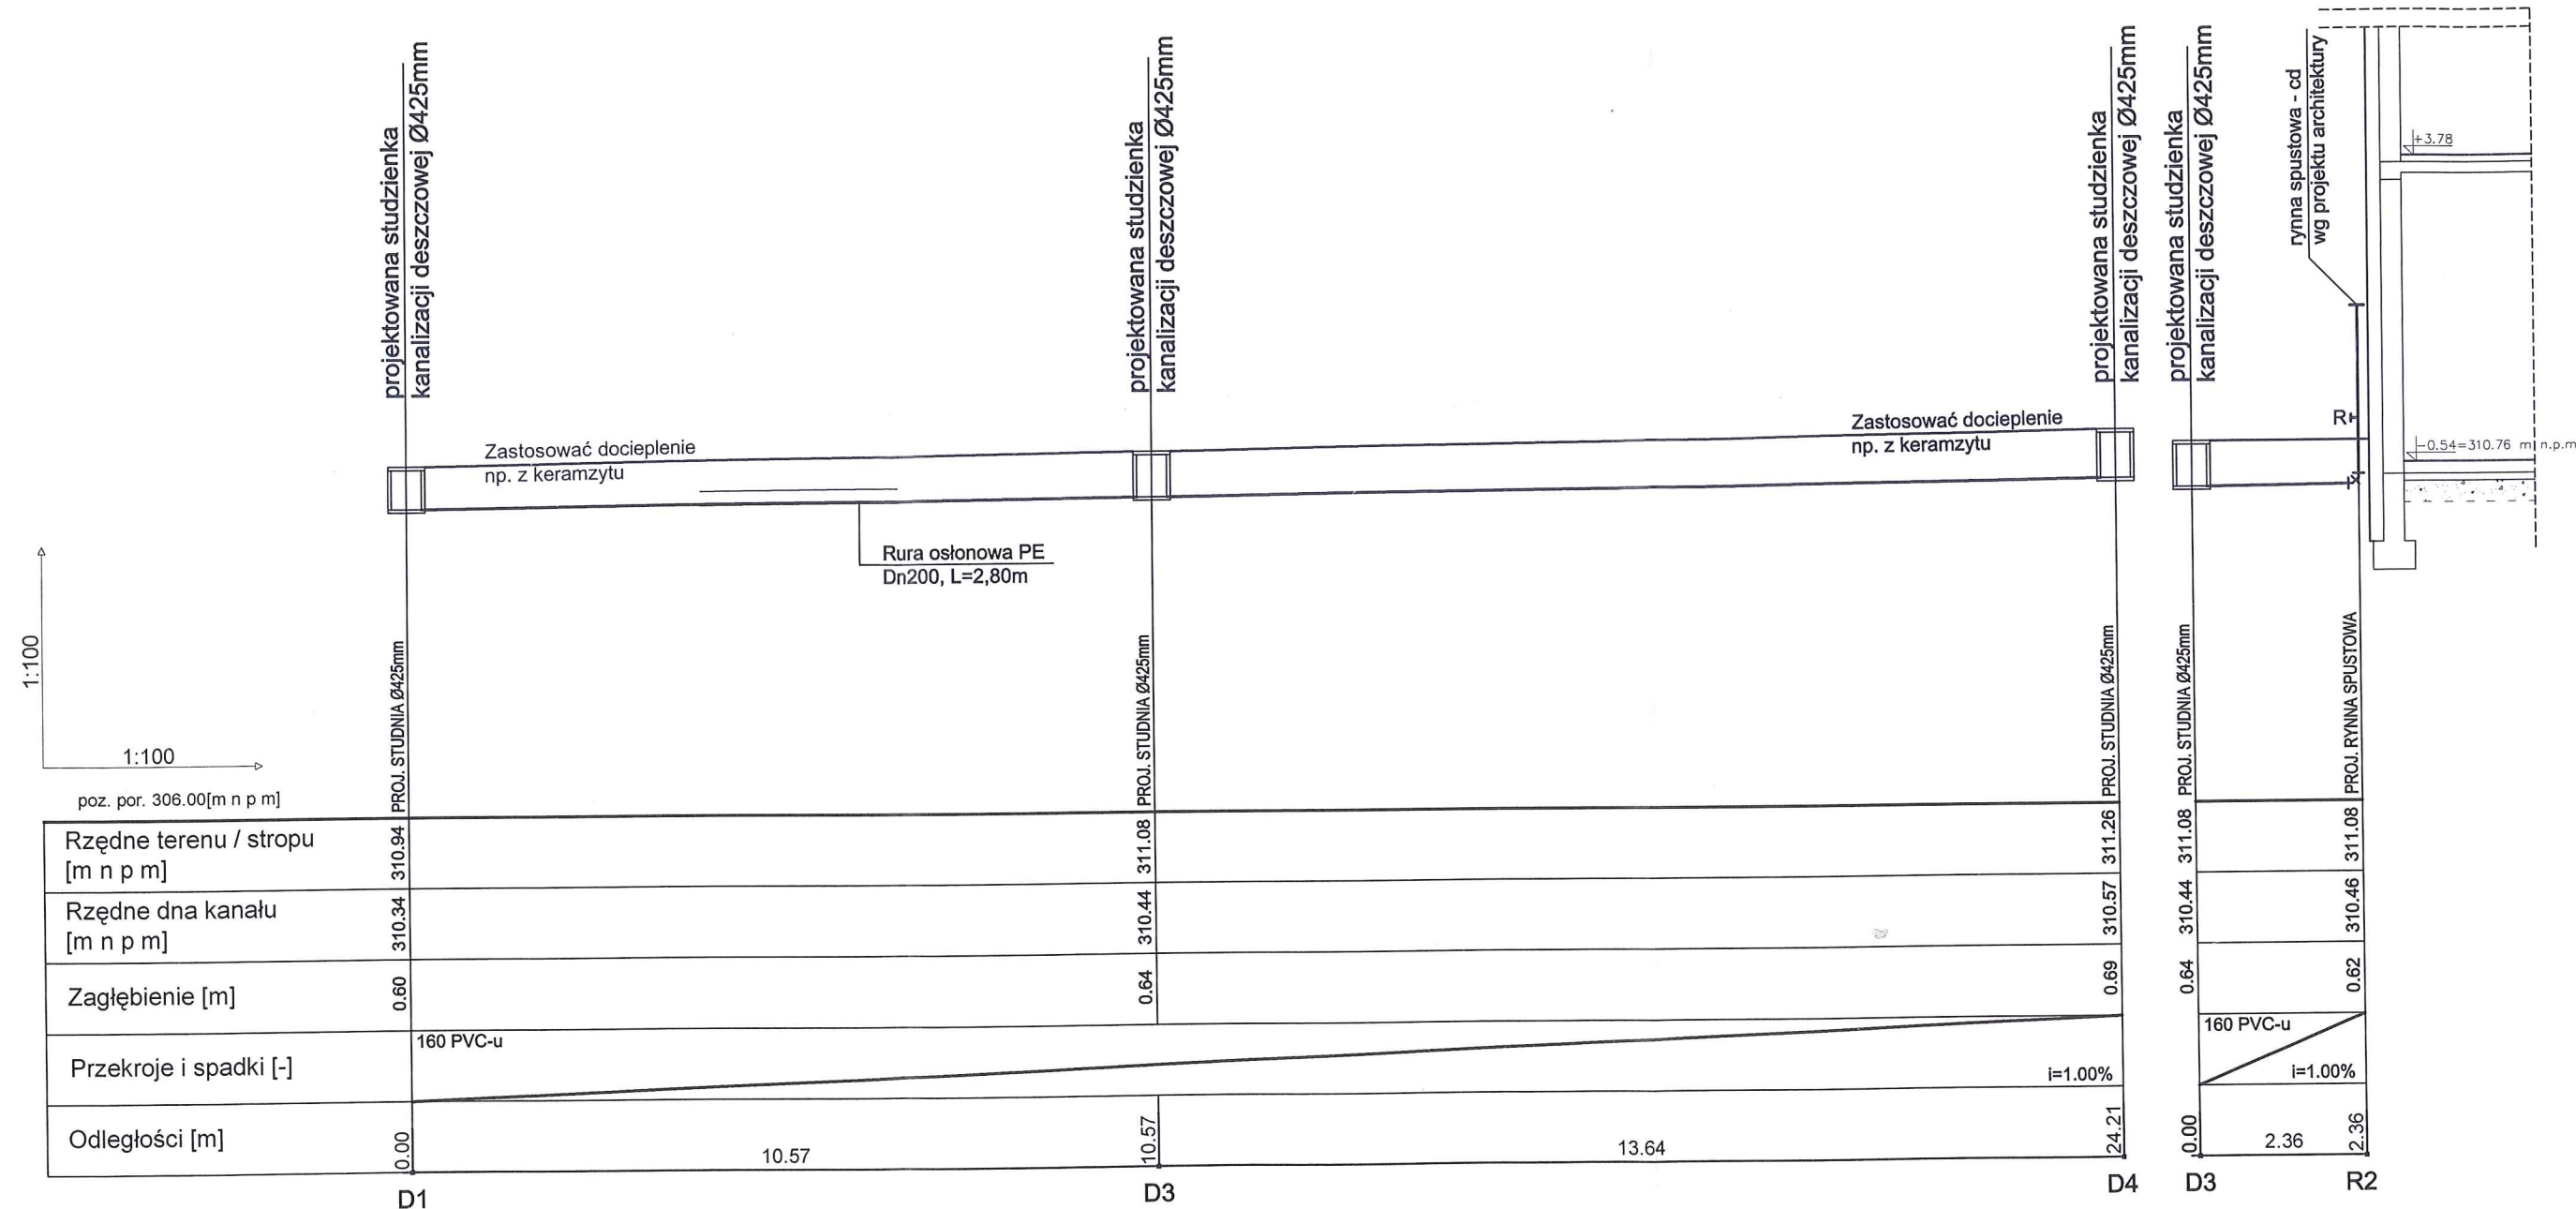 projektowana studzienka
kanalizacji deszczowej Ø425mm
projektowana studzienka
kanalizacji deszczowej Ø425mm
projektowana studzienka
kanalizacji deszczowej Ø425mm
projektowana studzienka
kanalizacji deszczowej Ø425mm
rynna spustowa - cd
wg projektu architektury
+3.78
R
-0.54=310.76 m n.p.m
Zastosować docieplenie
np. z keramzytu
Zastosować docieplenie
np. z keramzytu
Rura osłonowa PE
Dn200, L=2,80m
1:100
1:100
poz. por. 306.00[m n p m]
PROJ. STUDNIA Ø425mm
PROJ. STUDNIA Ø425mm
PROJ. STUDNIA Ø425mm
PROJ. STUDNIA Ø425mm
PROJ. RYNNA SPUSTOWA
Rzędne terenu / stropu
[m n p m]
310.94
311.08
311.26
311.08
311.08
Rzędne dna kanału
[m n p m]
310.34
310.44
310.57
310.44
310.46
Zagłębienie [m]
0.60
0.64
0.69
0.64
0.62
Przekroje i spadki [-]
160 PVC-u
i=1.00%
160 PVC-u
i=1.00%
Odległości [m]
0.00
10.57
10.57
13.64
24.21
0.00
2.36
2.36
D1
D3
D4
D3
R2